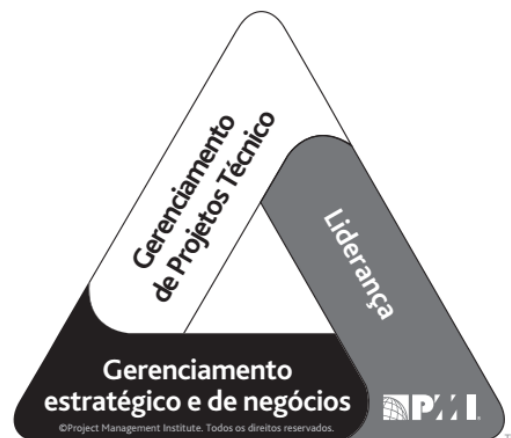 Gerenciamento
de Projetos Técnico
Liderança
Gerenciamento
estratégico e de negócios
PMI
©Project Management Institute. Todos os direitos reservados.